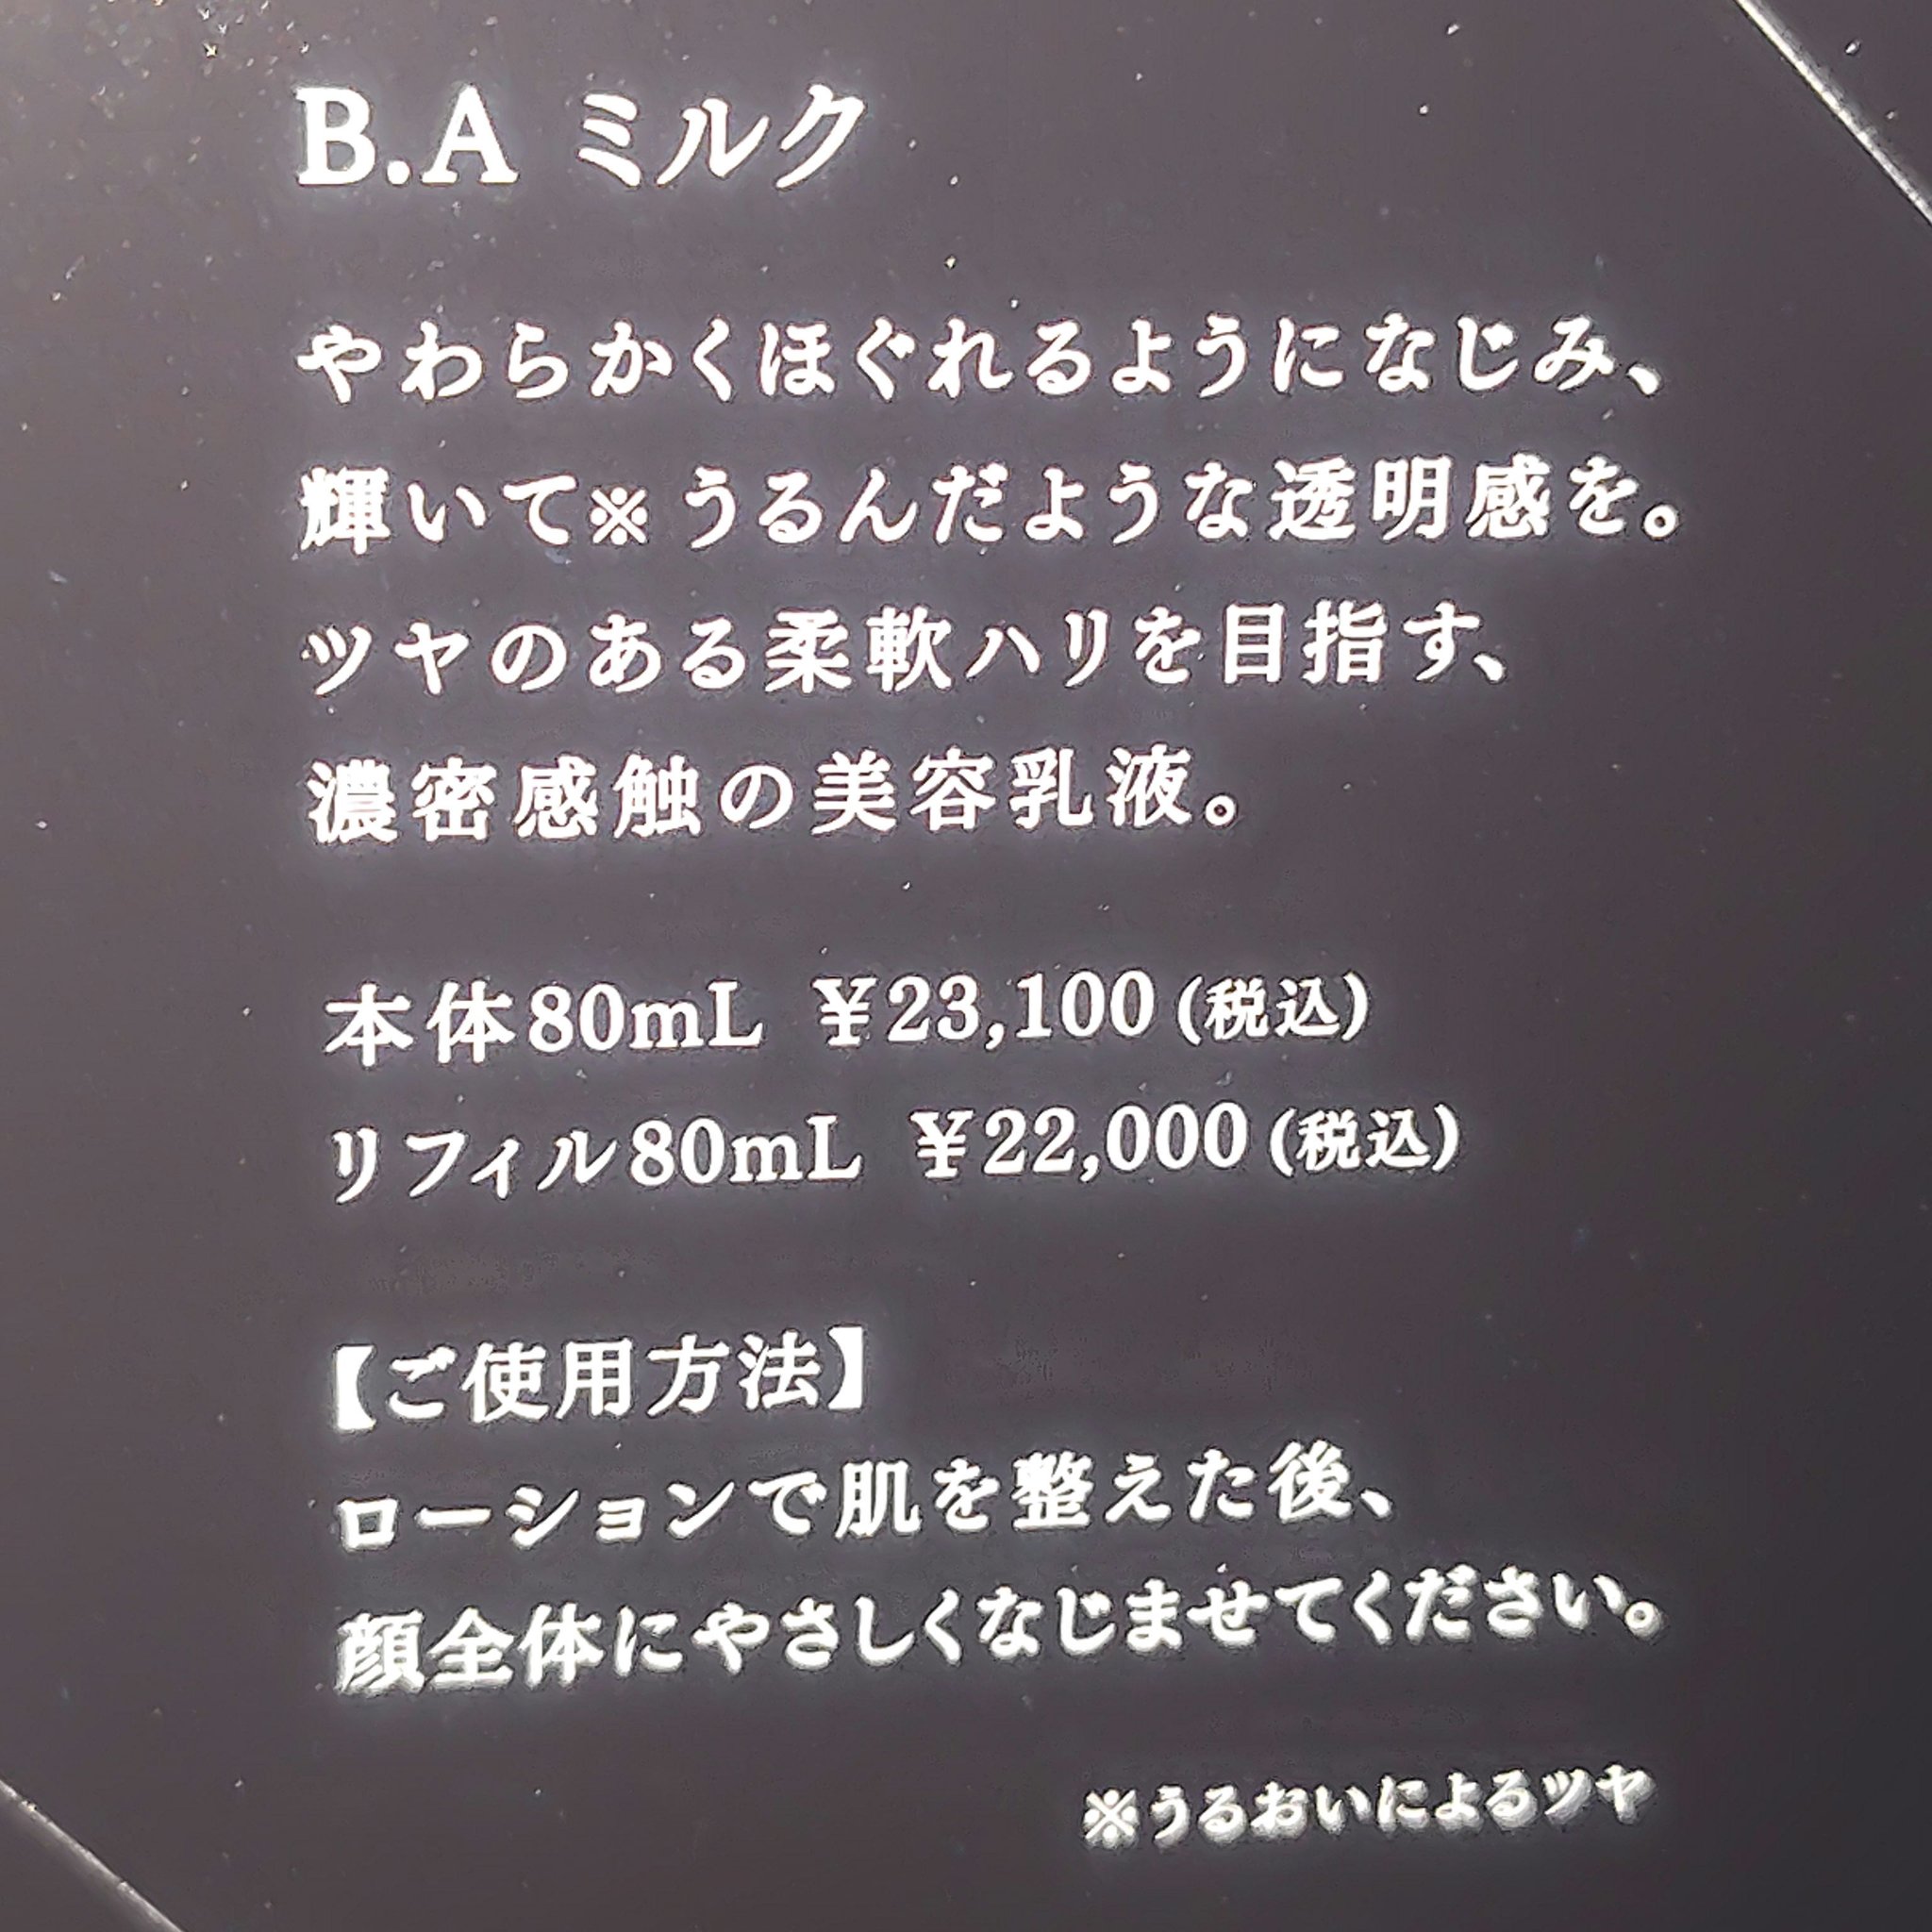 B.A ミルク
やわらかくほぐれるようになじみ、
輝いて※うるんだような透明感を。
ツヤのある柔軟ハリを目指す、
濃密感触の美容乳液。
本体80mL ¥23,100(税込)
リフィル80mL ¥22,000(税込)
【ご使用方法】
ローションで肌を整えた後、
顔全体にやさしくなじませてください。
※うるおいによるツヤ